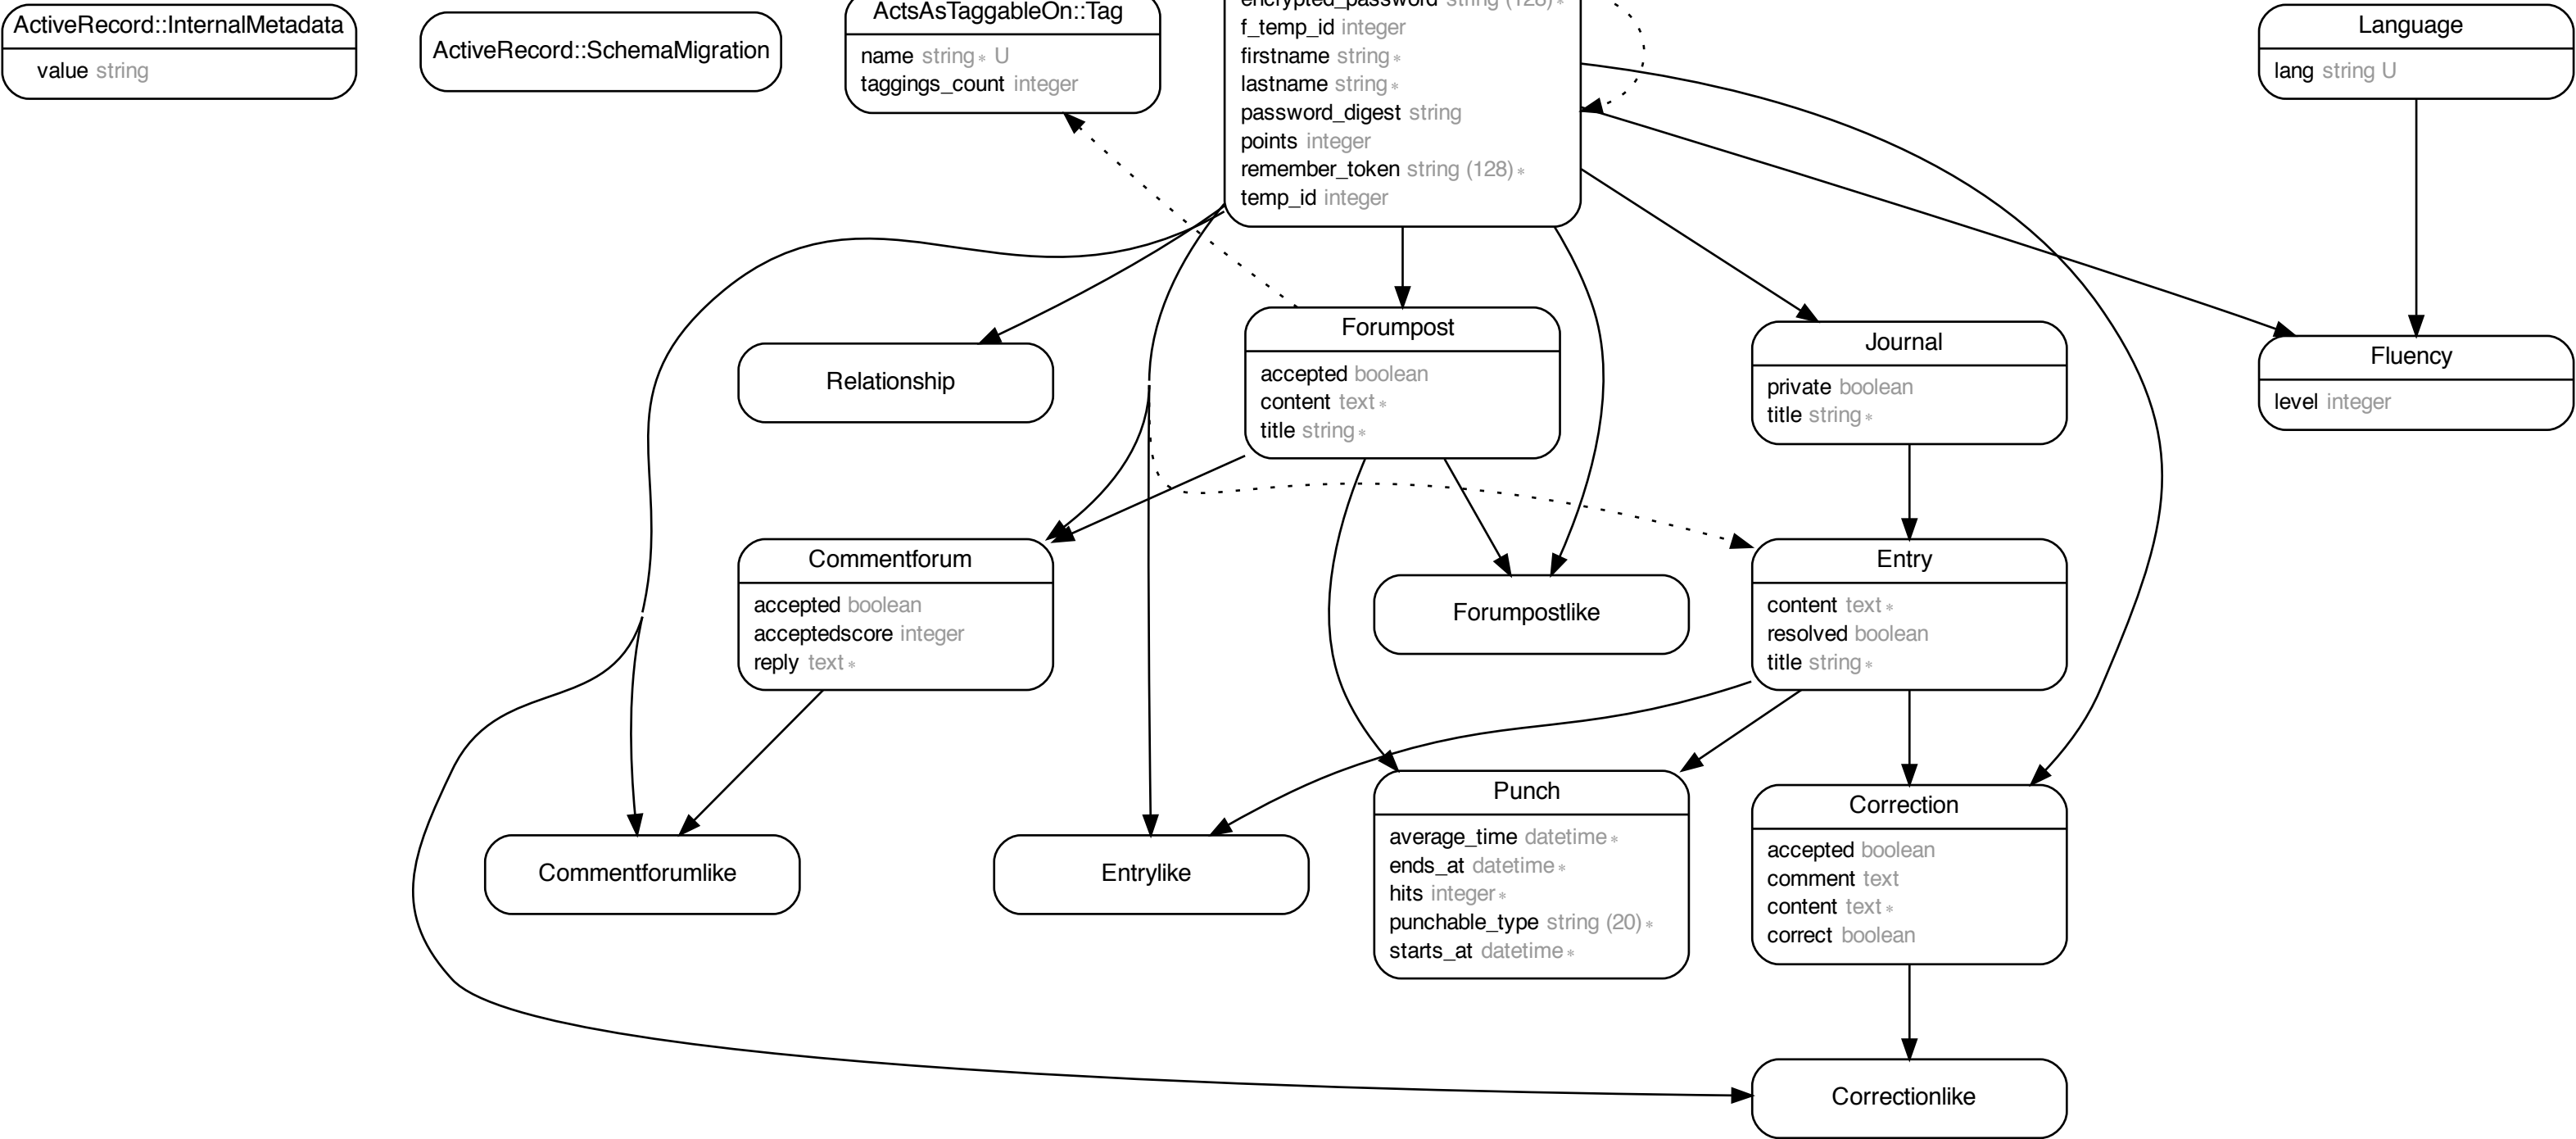 ActiveRecord::InternalMetadata
value string
ActiveRecord::SchemaMigration
ActsAsTaggableOn::Tag
name string* U
taggings_count integer
encrypted_password string (128)*
f_temp_id integer
firstname string*
lastname string*
password_digest string
points integer
remember_token string (128)*
temp_id integer
Language
lang string U
Relationship
Forumpost
accepted boolean
content text*
title string*
Journal
private boolean
title string*
Fluency
level integer
Commentforum
accepted boolean
acceptedscore integer
reply text*
Forumpostlike
Entry
content text*
resolved boolean
title string*
Commentforumlike
Entrylike
Punch
average_time datetime*
ends_at datetime*
hits integer*
punchable_type string (20)*
starts_at datetime*
Correction
accepted boolean
comment text
content text*
correct boolean
Correctionlike